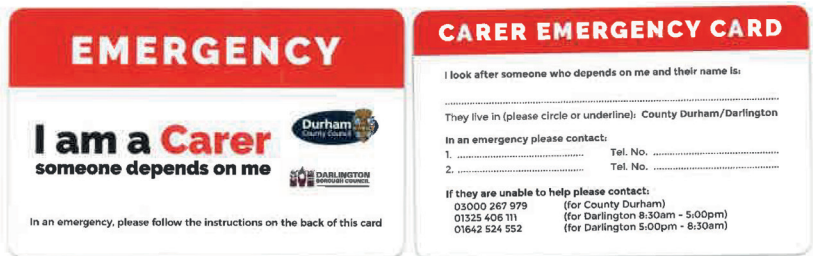 EMERGENCY
I am a Carer
someone depends on me
Durham
County Council
DARLINGTON
BOROUGH COUNCIL
In an emergency, please follow the instructions on the back of this card
CARER EMERGENCY CARD
I look after someone who depends on me and their name is:
They live in (please circle or underline): County Durham/Darlington
In an emergency please contact:
1. ........................................ Tel. No. ........................................
2. ........................................ Tel. No. ........................................
If they are unable to help please contact:
03000 267 979 (for County Durham)
01325 406 111 (for Darlington 8:30am - 5:00pm)
01642 524 552 (for Darlington 5:00pm - 8:30am)